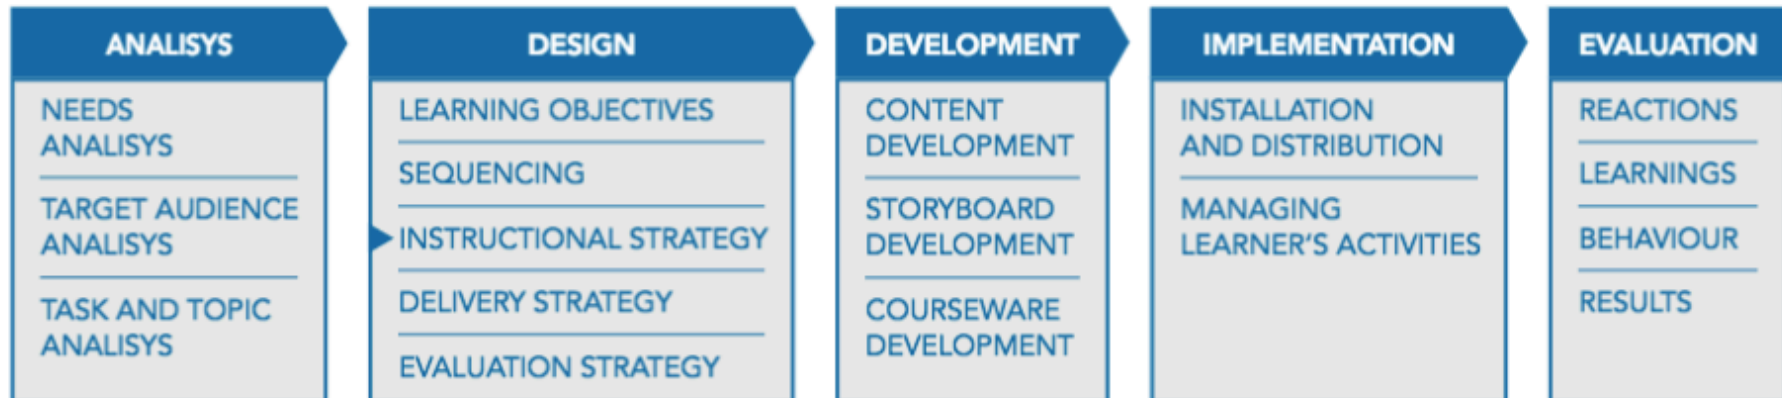 ANALISYS
NEEDS
ANALISYS
TARGET AUDIENCE
ANALISYS
TASK AND TOPIC
ANALISYS
DESIGN
LEARNING OBJECTIVES
SEQUENCING
INSTRUCTIONAL STRATEGY
DELIVERY STRATEGY
EVALUATION STRATEGY
DEVELOPMENT
CONTENT
DEVELOPMENT
STORYBOARD
DEVELOPMENT
COURSEWARE
DEVELOPMENT
IMPLEMENTATION
INSTALLATION
AND DISTRIBUTION
MANAGING
LEARNER'S ACTIVITIES
EVALUATION
REACTIONS
LEARNINGS
BEHAVIOUR
RESULTS